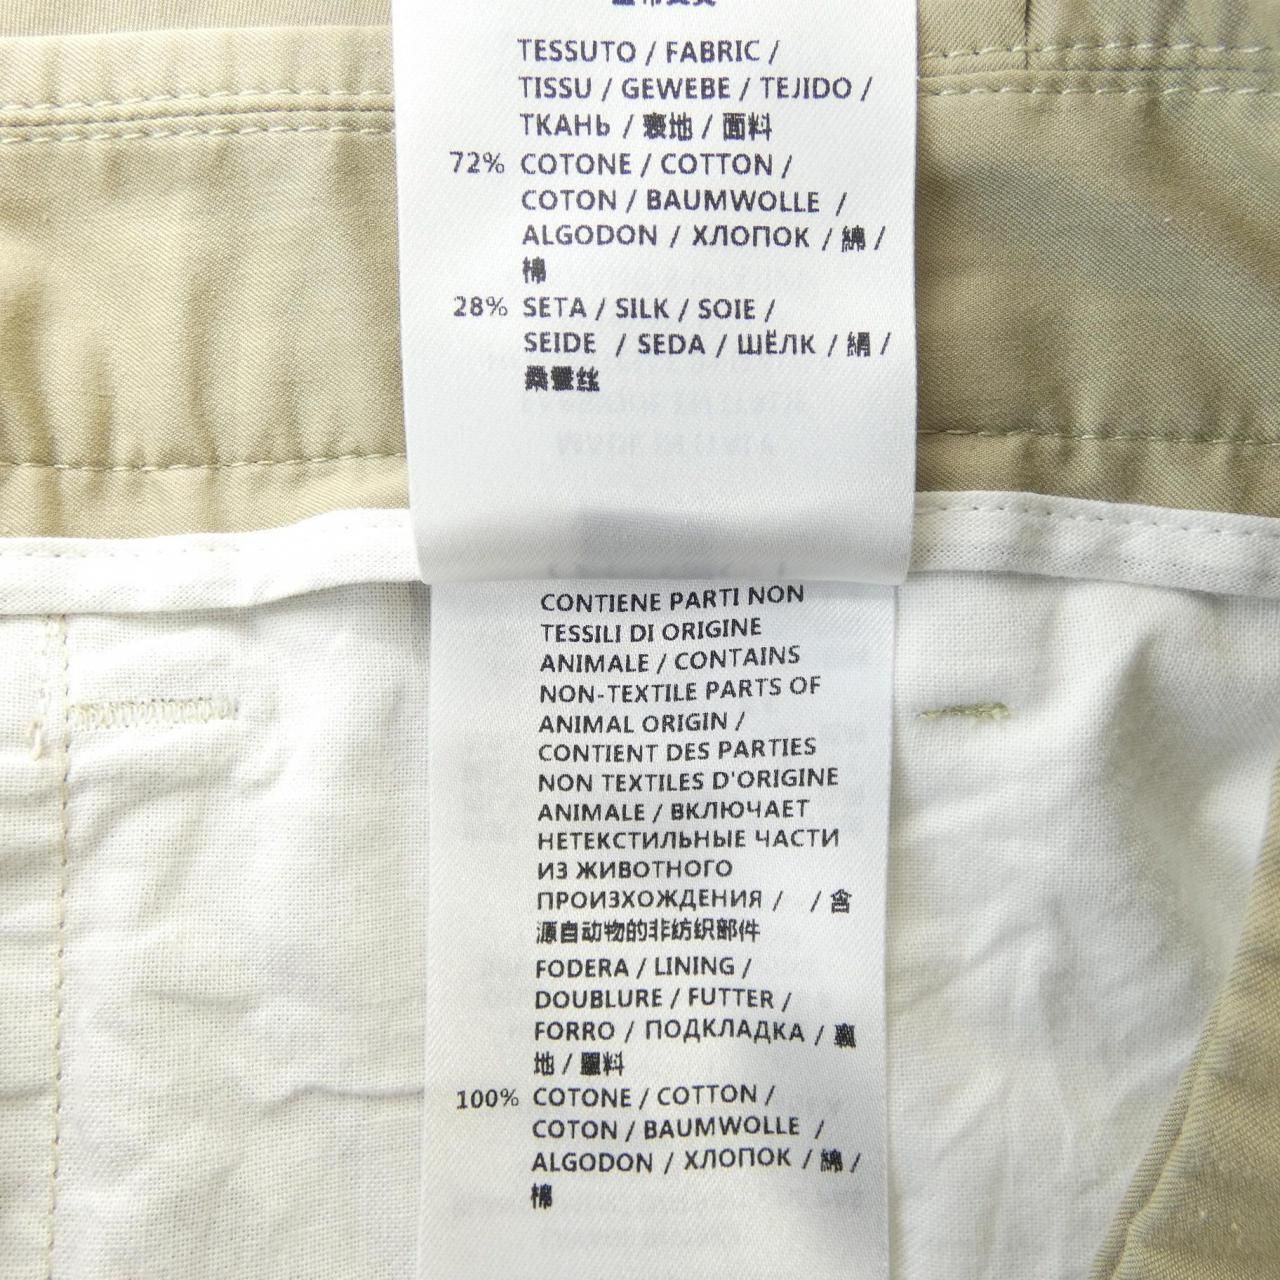 TESSUTO / FABRIC /
TISSU / GEWEBE / TEJIDO /
ТКАНЬ / 裏地 / 面料
72% COTONE / COTTON /
COTON / BAUMWOLLE /
ALGODON / ХЛОПОК / 綿 /
棉
28% SETA / SILK / SOIE /
SEIDE / SEDA / ШЁЛК / 絹 /
桑蠶丝
CONTIENE PARTI NON
TESSILI DI ORIGINE
ANIMALE / CONTAINS
NON-TEXTILE PARTS OF
ANIMAL ORIGIN /
CONTIENT DES PARTIES
NON TEXTILES D'ORIGINE
ANIMALE / ВКЛЮЧАЕТ
НЕТЕКСТИЛЬНЫЕ ЧАСТИ
ИЗ ЖИВОТНОГО
ПРОИЗХОЖДЕНИЯ / / 含
源自动物的非纺织部件
FODERA / LINING /
DOUBLURE / FUTTER /
FORRO / ПОДКЛАДКА / 裏
地 / 料
100% COTONE / COTTON /
COTON / BAUMWOLLE /
ALGODON / ХЛОПОК / 綿 /
棉